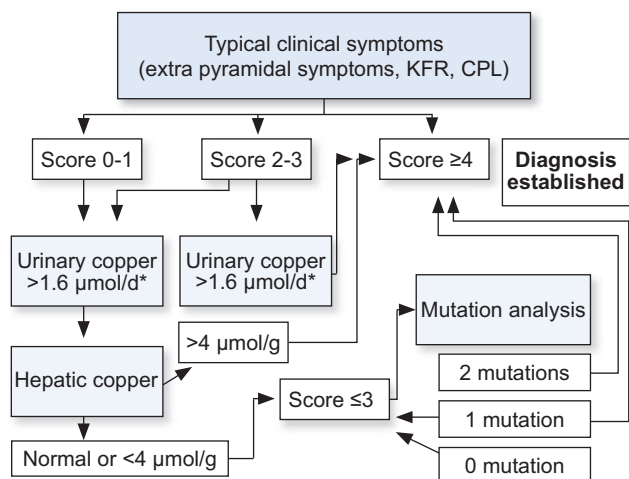 Typical clinical symptoms
(extra pyramidal symptoms, KFR, CPL)
Score 0-1
Score 2-3
Score ≥4
Diagnosis
established
Urinary copper
>1.6 µmol/d*
Urinary copper
>1.6 µmol/d*
Mutation analysis
>4 µmol/g
Hepatic copper
2 mutations
Score ≤3
1 mutation
Normal or <4 µmol/g
0 mutation